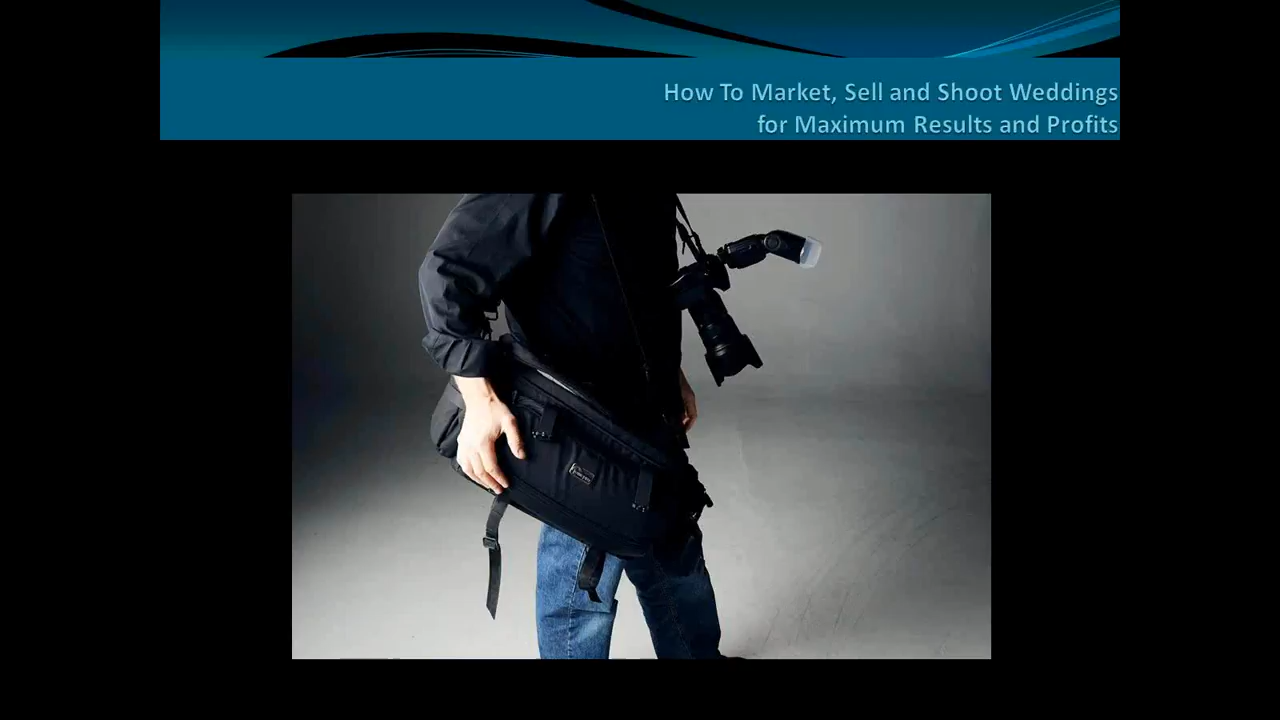 How To Market, Sell and Shoot Weddings
for Maximum Results and Profits